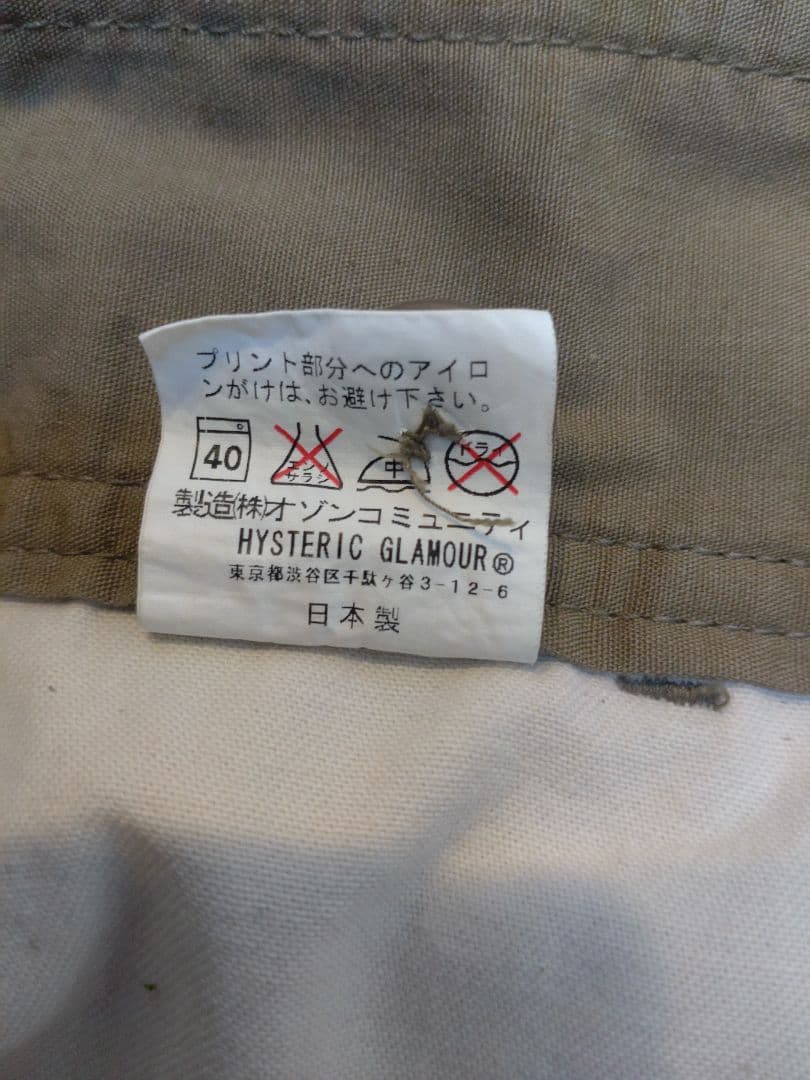 プリント部分へのアイロ
ンがけは、お避け下さい。
40 エンソ サラシ 中 ドライ
製造(株)オゾンコミュニティ
HYSTERIC GLAMOUR®
東京都渋谷区千駄ヶ谷3-12-6
日本製